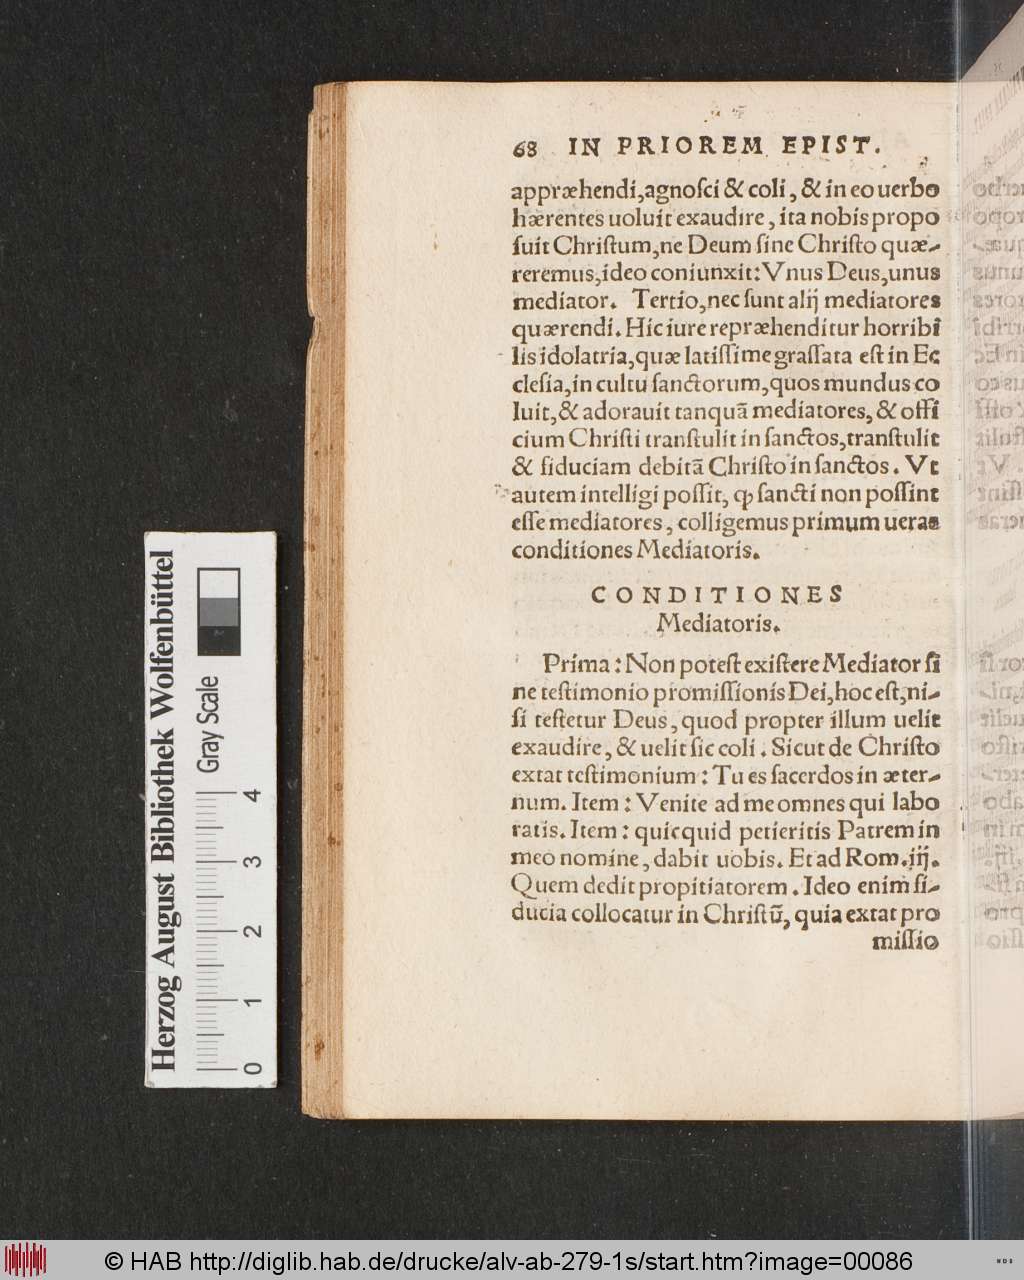 68 IN PRIOREM EPIST.
appræhendi,agnoſci & coli, & in eo uerbo
hærentes uoluit exaudire, ita nobis propo
ſuit Chriſtum,ne Deum ſine Chriſto quæ-
reremus,ideo coniunxit: Vnus Deus,unus
mediator. Tertio,nec ſunt alij mediatores
quærendi. Hic iure repræhenditur horribi
lis idolatria,quæ latiſſime graſſata eſt in Ec
cleſia,in cultu ſanctorum,quos mundus co
luit,& adorauit tanquã mediatores, & offi
cium Chriſti tranſtulit in ſanctos,tranſtulit
& fiduciam debitã Chriſto in ſanctos. Vt
autem intelligi poſſit, ꝙ ſancti non poſſint
eſſe mediatores, colligemus primum ueras
conditiones Mediatoris.
CONDITIONES
Mediatoris.
Prima: Non poteſt exiſtere Mediator ſi
ne teſtimonio promiſſionis Dei,hoc eſt,ni-
ſi teſtetur Deus, quod propter illum uelit
exaudire, & uelit ſic coli. Sicut de Chriſto
extat teſtimonium: Tu es ſacerdos in æter-
num. Item: Venite ad me omnes qui labo
ratis. Item: quicquid petieritis Patrem in
meo nomine, dabit uobis. Et ad Rom.iij.
Quem dedit propitiatorem. Ideo enim fi-
ducia collocatur in Chriſtũ, quia extat pro
miſſio
Herzog August Bibliothek Wolfenbüttel
Gray Scale
0 1 2 3 4
© HAB http://diglib.hab.de/drucke/alv-ab-279-1s/start.htm?image=00086